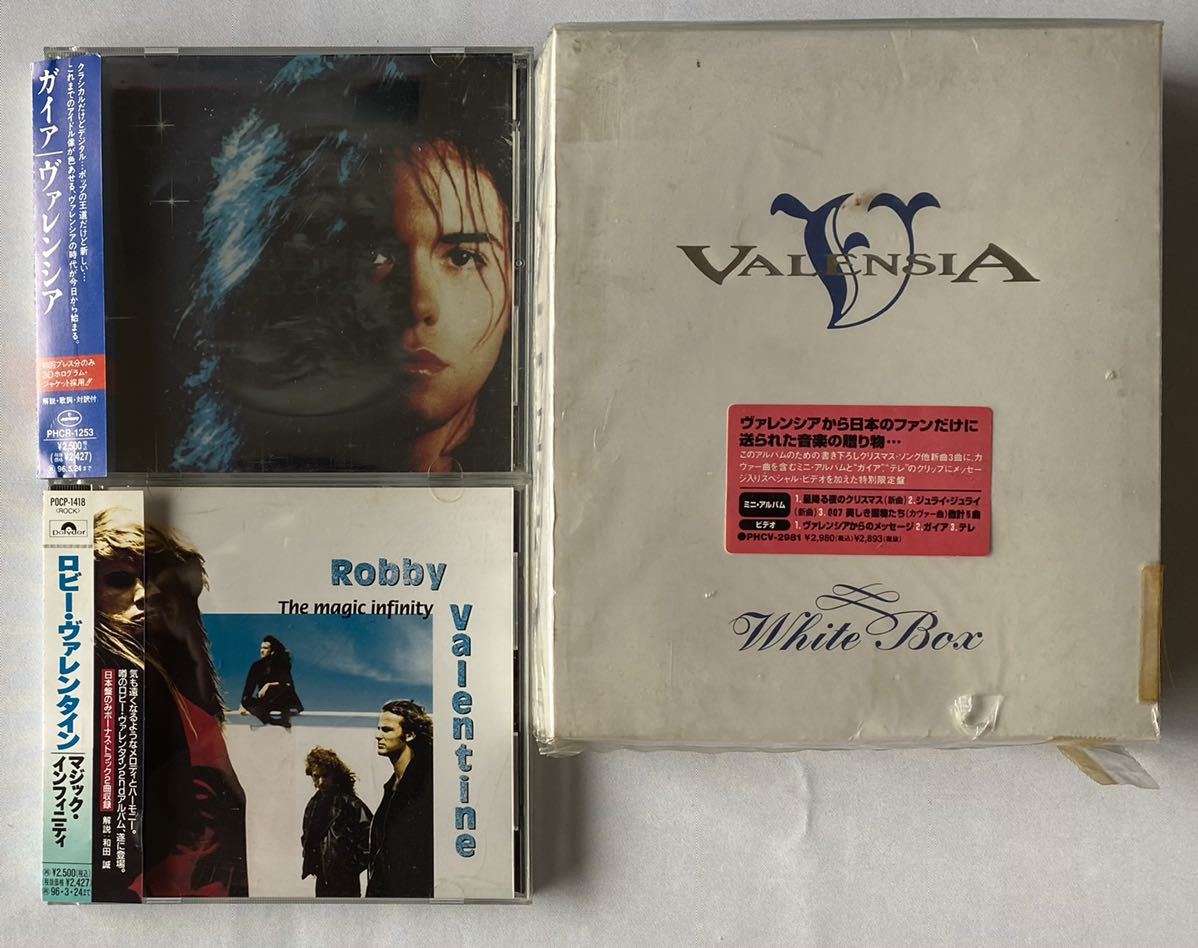 ガイア/ヴァレンシア
クラシカルだけどデジタル…ポップの王道だけど新しい…
これまでのアイドル像が色あせる、ヴァレンシアの時代が今日から始まる。
初回プレス分のみ
3Dホログラム・
ジャケット採用!!
解説・歌詞・対訳付
mercury
PHCR-1253
¥2,500
¥2,427
96.5.24まで
POCP-1418
<ROCK>
polydor
ロビー・ヴァレンタイン/マジック・
インフィニティ
気も遠くなるようなメロディとハーモニー。
噂のロビー・ヴァレンタイン2ndアルバム、遂に登場。
日本盤のみボーナス・トラック2曲収録
解説:和田 誠
¥2,500(税込)
(税抜価格¥2,427)
96・3・24まで
Robby
The magic infinity
Valentine
V
VALENSIA
ヴァレンシアから日本のファンだけに
送られた音楽の贈り物…
このアルバムのための書き下ろしクリスマス・ソング他新曲3曲に、カ
ヴァー曲を含むミニ・アルバムと"ガイア""テレ"のクリップにメッセー
ジ入りスペシャル・ビデオを加えた特別限定盤
ミニ・アルバム 1.星降る夜のクリスマス(新曲) 2.ジュライ・ジュライ
(新曲) 3.007 美しき獲物たち(カヴァー曲)他計5曲
ビデオ 1.ヴァレンシアからのメッセージ 2.ガイア 3.テレ
●PHCV-2981 ¥2,980(税込)¥2,893(税抜)
White Box